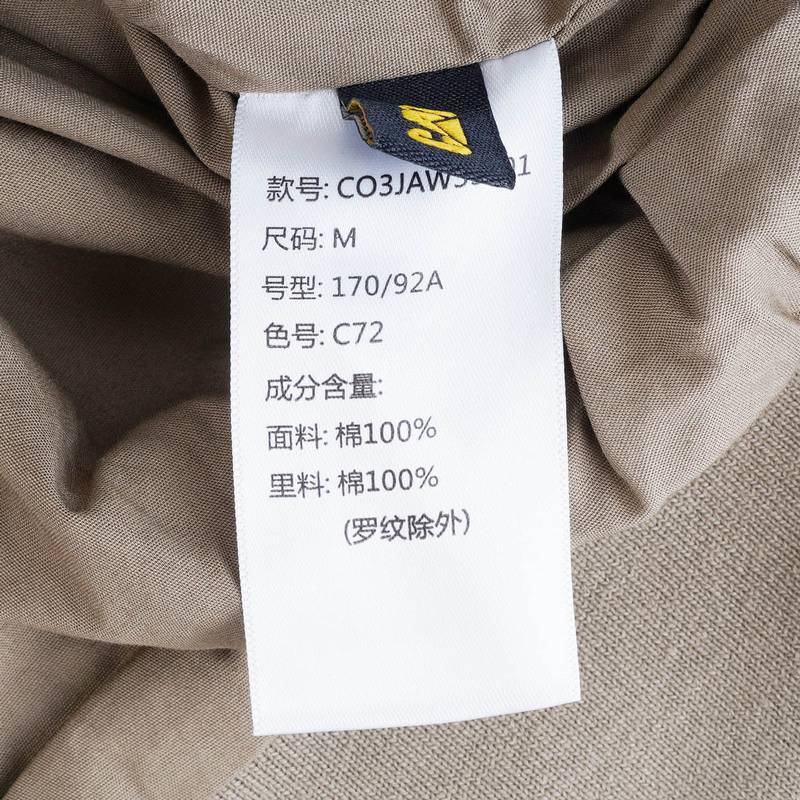 款号:
尺码: M
号型: 170/92A
色号: C72
成分含量:
面料: 棉100%
里料: 棉100%
(罗纹除外)